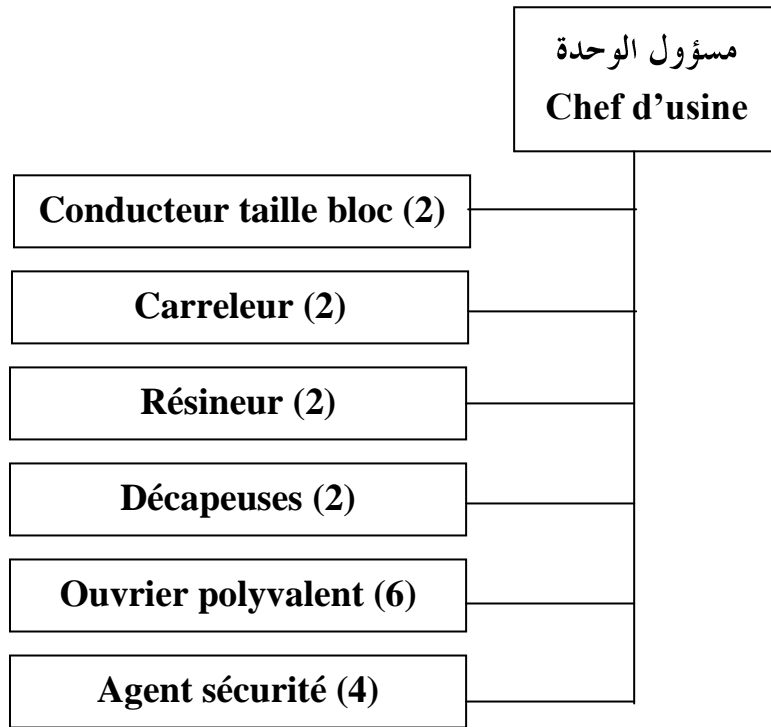 مسؤول الوحدة
Chef d’usine
Conducteur taille bloc (2)
Carreleur (2)
Résineur (2)
Décapeuses (2)
Ouvrier polyvalent (6)
Agent sécurité (4)